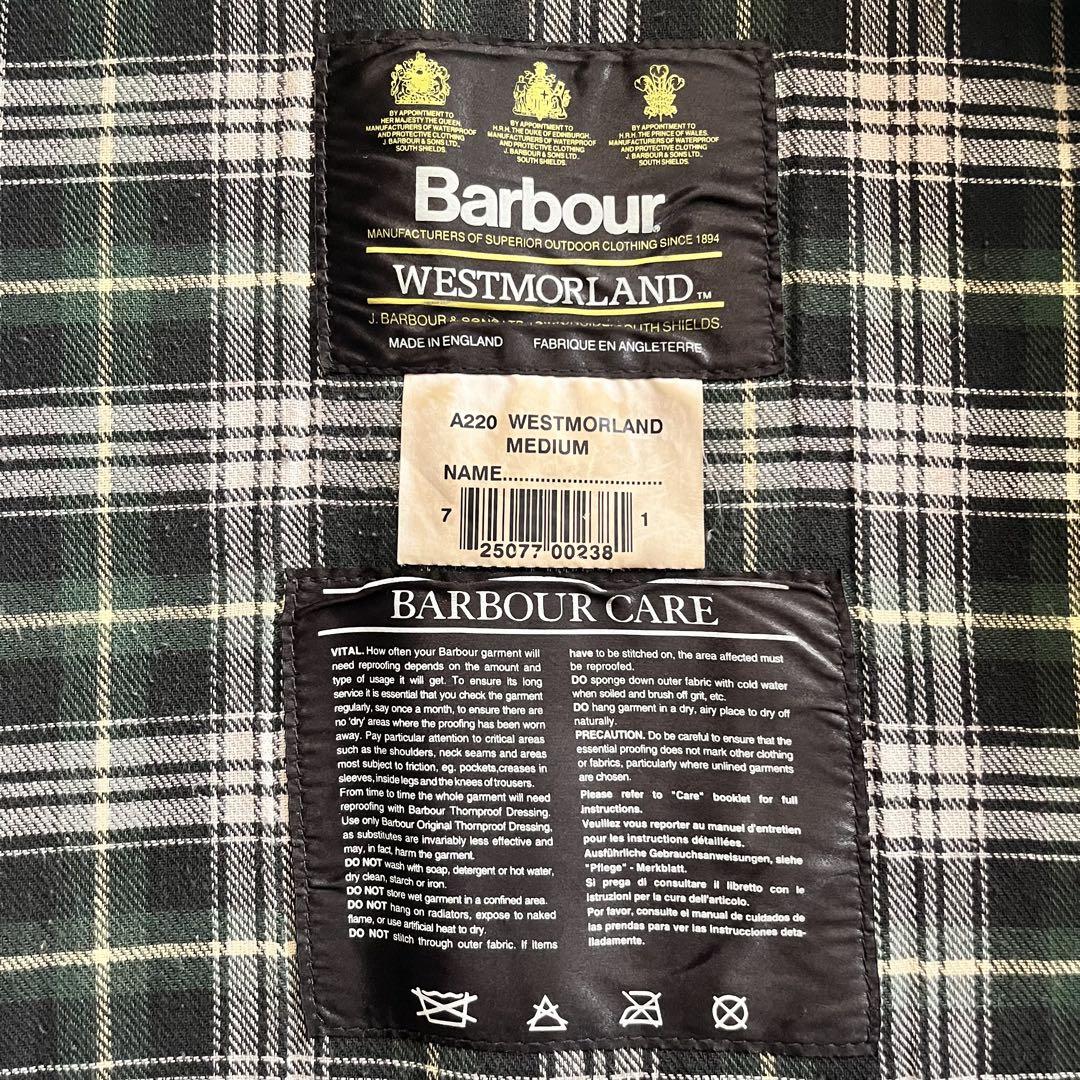 BY APPOINTMENT TO
HER MAJESTY THE QUEEN,
MANUFACTURERS OF WATERPROOF
AND PROTECTIVE CLOTHING
J. BARBOUR & SONS LTD.,
SOUTH SHIELDS.
BY APPOINTMENT TO
H.R.H. THE DUKE OF EDINBURGH,
MANUFACTURERS OF WATERPROOF
AND PROTECTIVE CLOTHING
J. BARBOUR & SONS LTD.,
SOUTH SHIELDS.
BY APPOINTMENT TO
H.R.H. THE PRINCE OF WALES,
MANUFACTURERS OF WATERPROOF
AND PROTECTIVE CLOTHING
J. BARBOUR & SONS LTD.,
SOUTH SHIELDS.
Barbour®
MANUFACTURERS OF SUPERIOR OUTDOOR CLOTHING SINCE 1894
WESTMORLAND™
J. BARBOUR & SONS LTD SOUTH SHIELDS.
MADE IN ENGLAND FABRIQUE EN ANGLETERRE
A220 WESTMORLAND
MEDIUM
NAME..............................
7 25077 00238 1
BARBOUR CARE
VITAL. How often your Barbour garment will
need reproofing depends on the amount and
type of usage it will get. To ensure its long
service it is essential that you check the garment
regularly, say once a month, to ensure there are
no 'dry' areas where the proofing has been worn
away. Pay particular attention to critical areas
such as the shoulders, neck seams and areas
most subject to friction, eg. pockets,creases in
sleeves, inside legs and the knees of trousers.
From time to time the whole garment will need
reproofing with Barbour Thornproof Dressing.
Use only Barbour Original Thornproof Dressing,
as substitutes are invariably less effective and
may, in fact, harm the garment.
DO NOT wash with soap, detergent or hot water,
dry clean, starch or iron.
DO NOT store wet garment in a confined area.
DO NOT hang on radiators, expose to naked
flame, or use artificial heat to dry.
DO NOT stitch through outer fabric. If items
have to be stitched on, the area affected must
be reproofed.
DO sponge down outer fabric with cold water
when soiled and brush off grit, etc.
DO hang garment in a dry, airy place to dry off
naturally.
PRECAUTION. Do be careful to ensure that the
essential proofing does not mark other clothing
or fabrics, particularly where unlined garments
are chosen.
Please refer to "Care" booklet for full
instructions.
Veuillez vous reporter au manuel d'entretien
pour les instructions détaillées.
Ausführliche Gebrauchsanweisungen, siehe
"Pflege" - Merkblatt.
Si prega di consultare il libretto con le
istruzioni per la cura dell'articolo.
Por favor, consulte el manual de cuidados de
las prendas para ver las instrucciones deta-
lladamente.